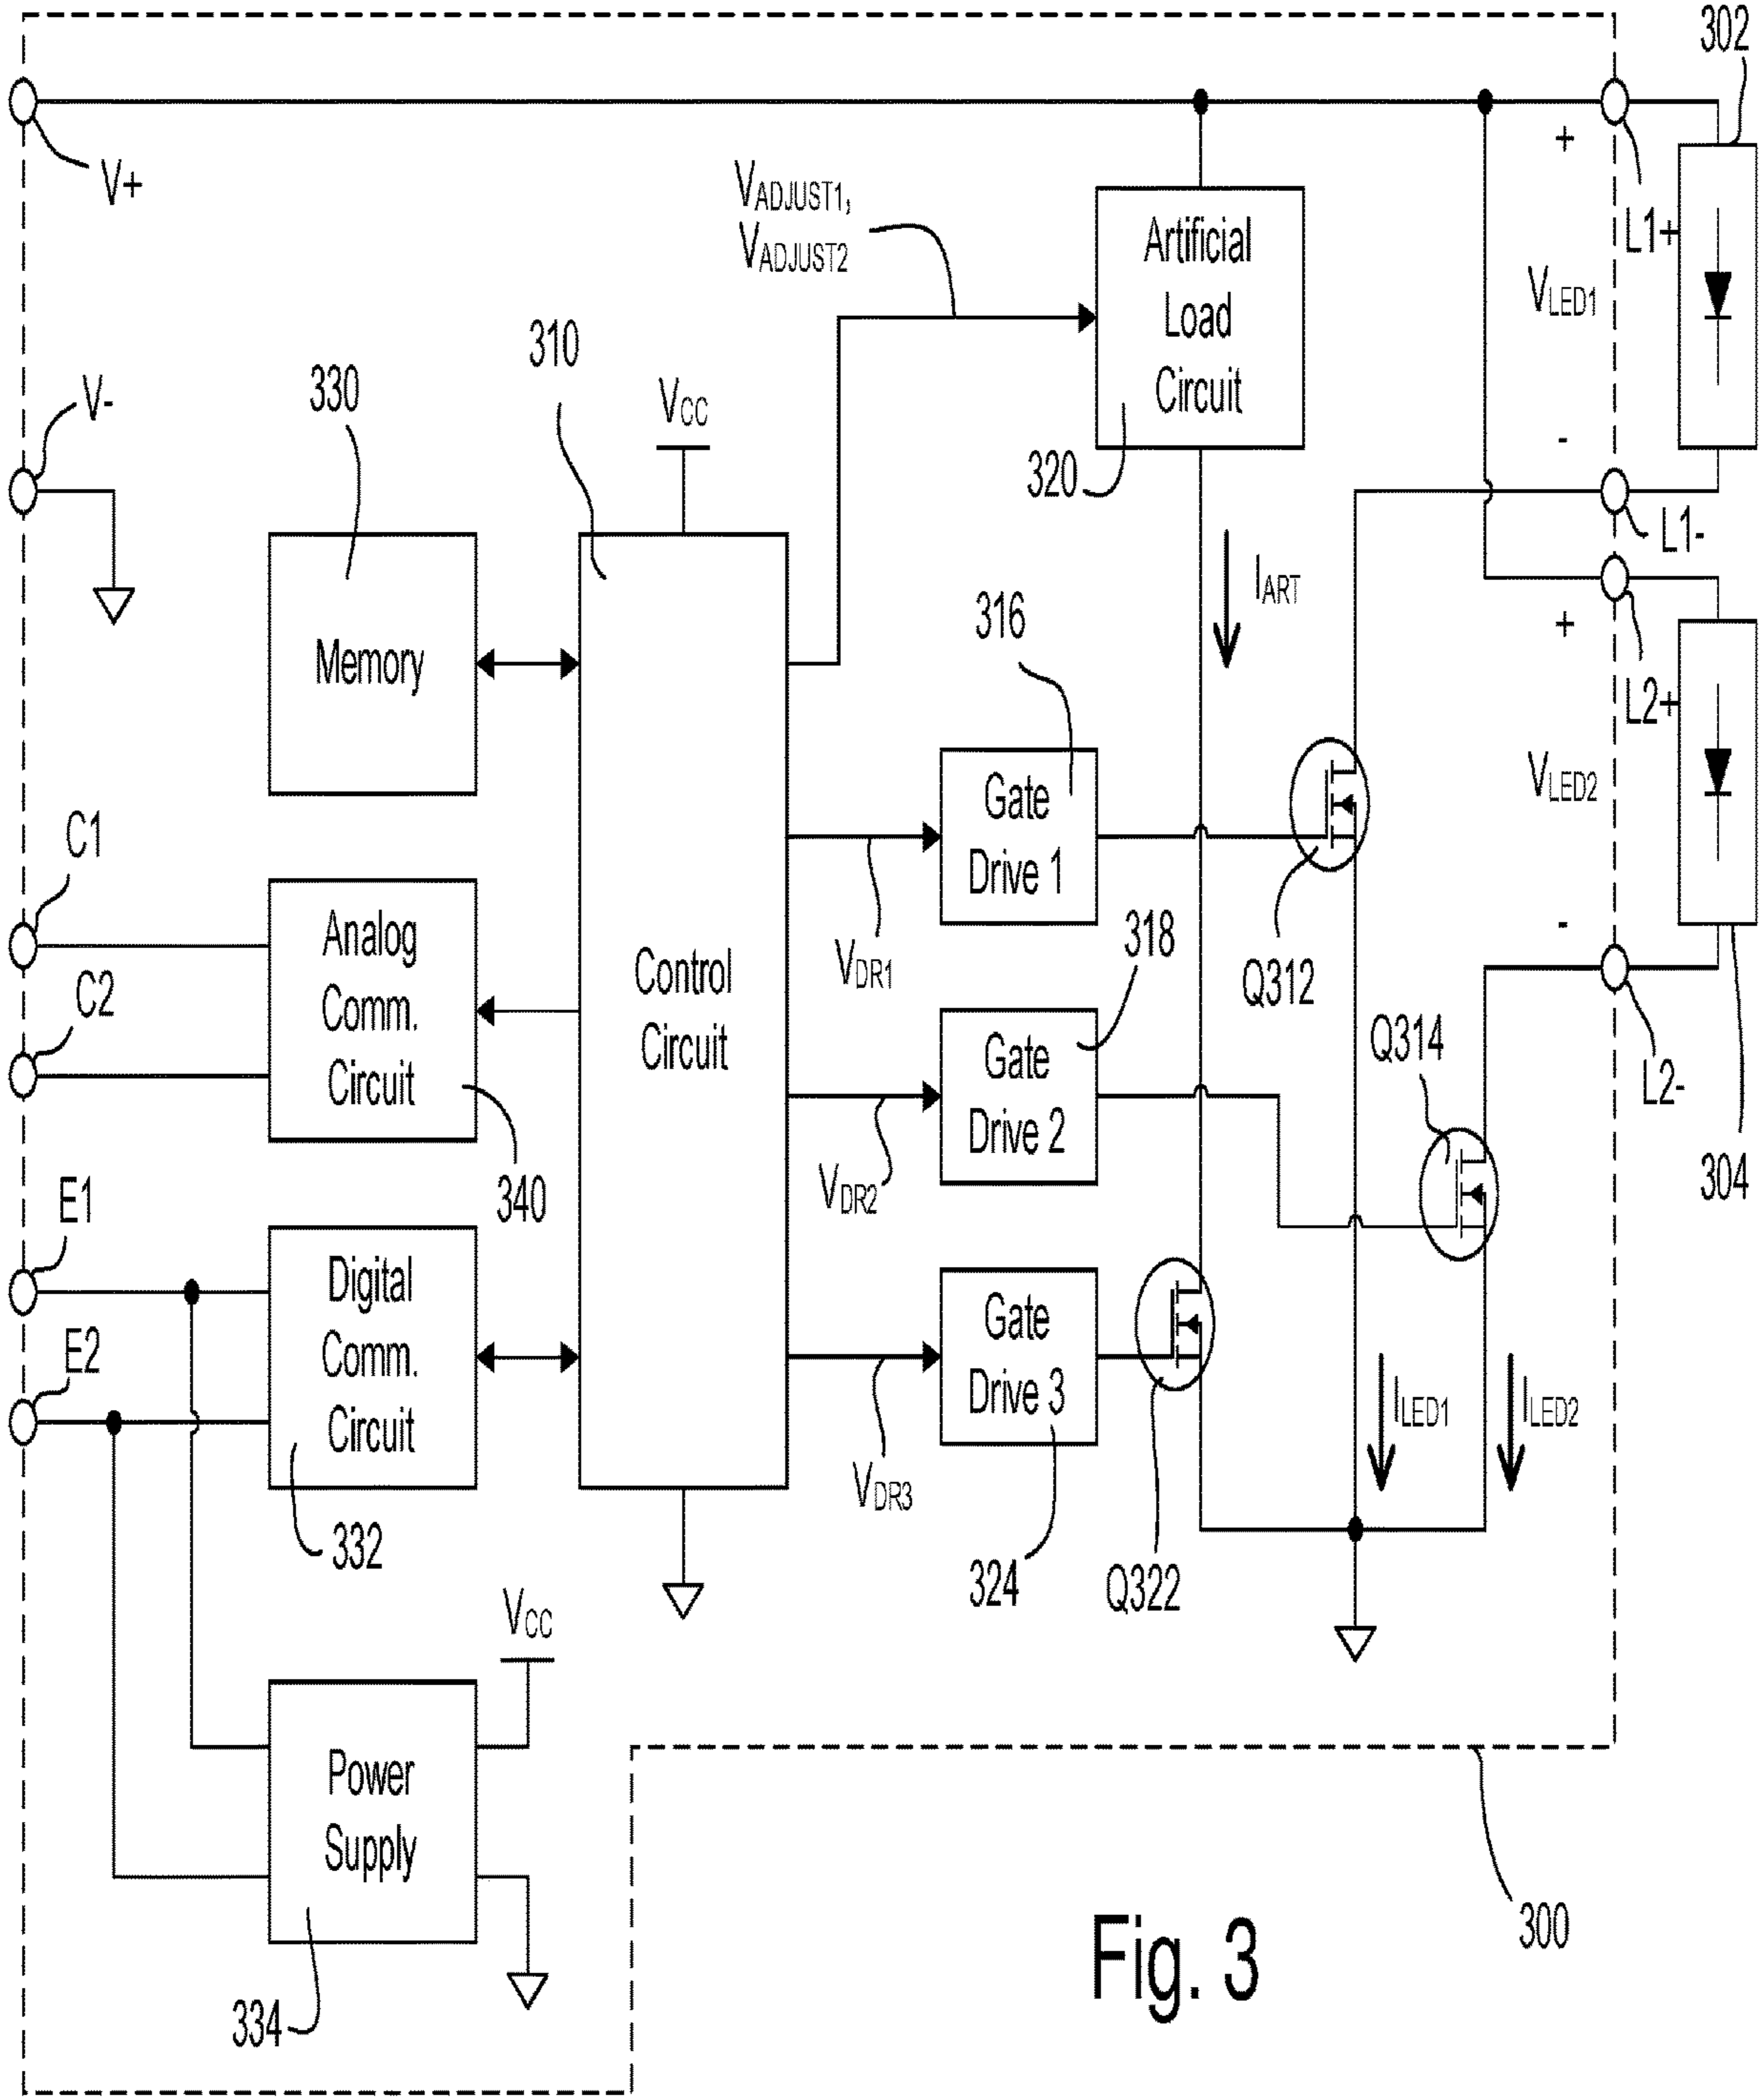 302
V+
VADJUST1,
VADJUST2
Artificial
Load
Circuit
L1+
VLED1
310
330
V-
VCC
320
+
-
L1-
IART
316
Memory
+
L2+
VLED2
Gate
Drive 1
C1
Analog
Comm.
Circuit
318
VDR1
Q312
-
Control
Circuit
C2
Q314
Gate
Drive 2
L2-
304
340
VDR2
E1
Digital
Comm.
Circuit
Gate
Drive 3
E2
ILED1
ILED2
VDR3
332
324
Q322
VCC
Power
Supply
300
Fig. 3
334